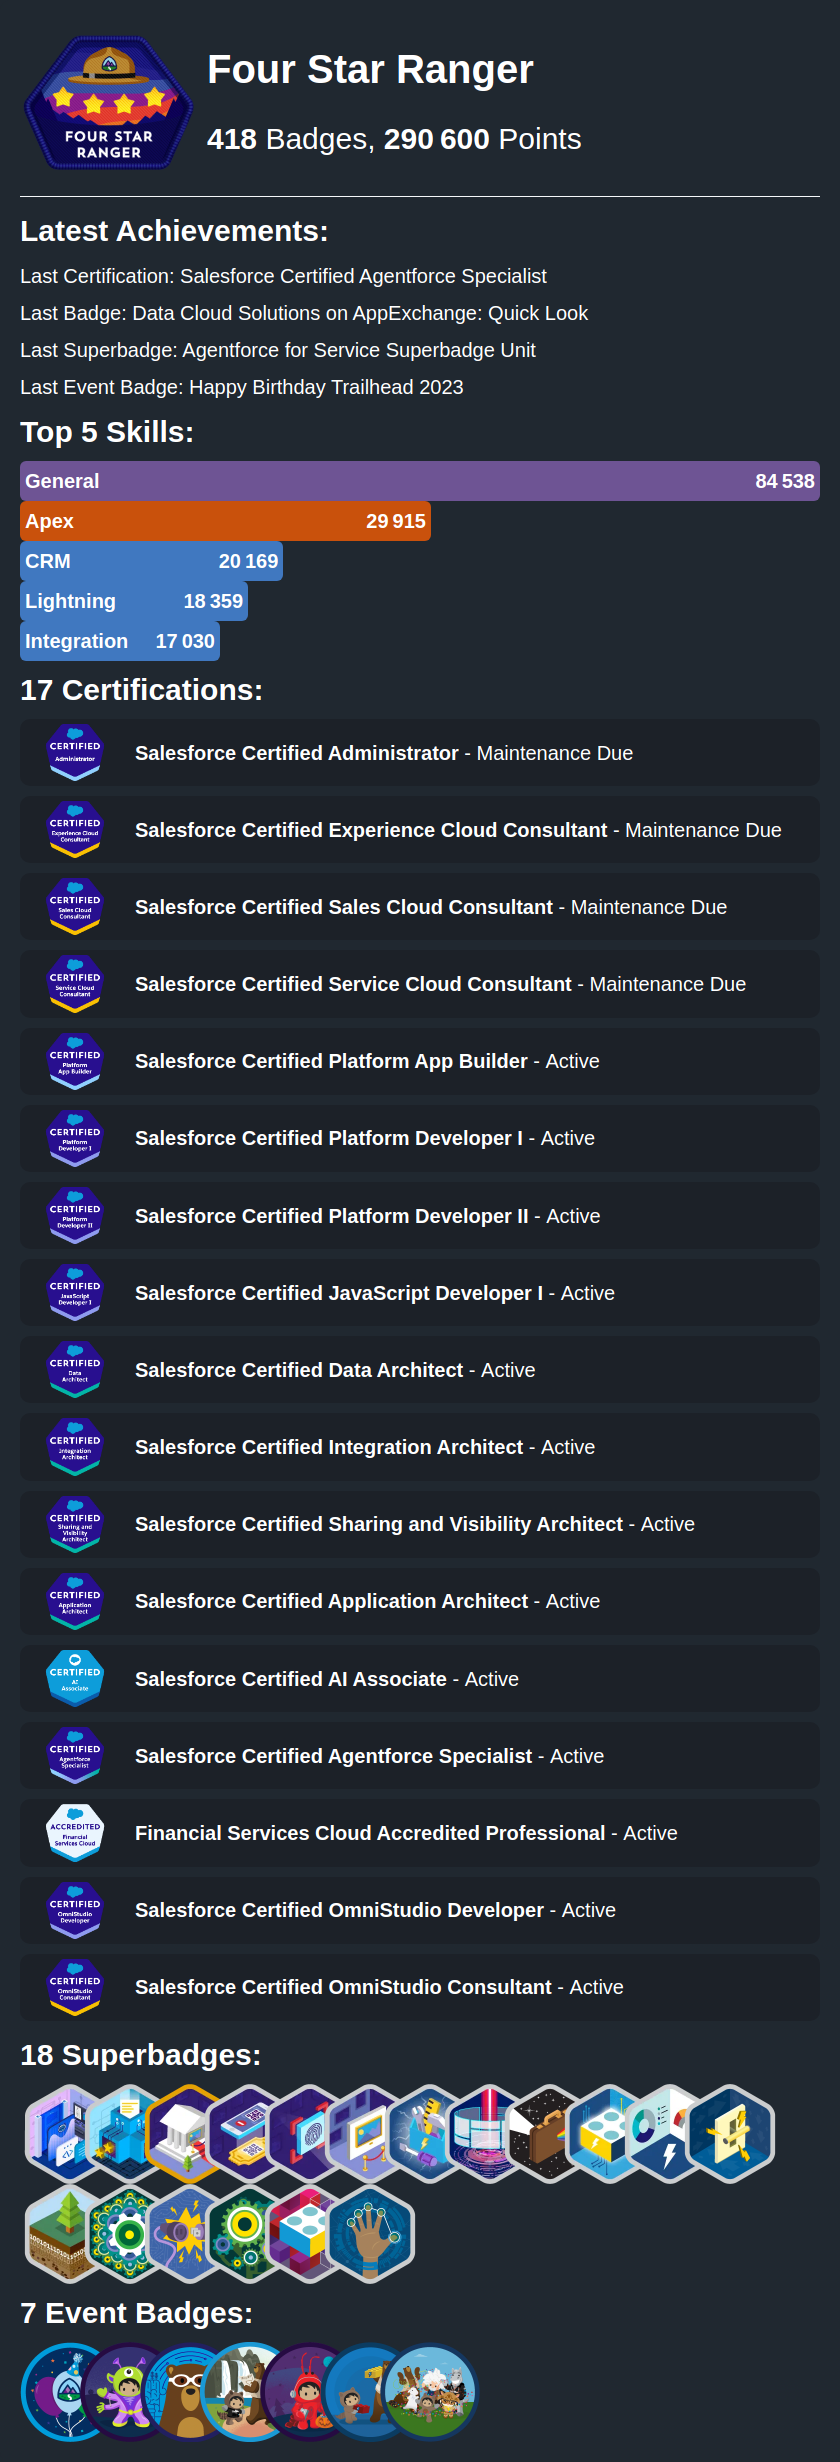 FOUR STAR
RANGER
Four Star Ranger
418 Badges, 290 600 Points
Latest Achievements:
Last Certification: Salesforce Certified Agentforce Specialist
Last Badge: Data Cloud Solutions on AppExchange: Quick Look
Last Superbadge: Agentforce for Service Superbadge Unit
Last Event Badge: Happy Birthday Trailhead 2023
Top 5 Skills:
General 84 538
Apex 29 915
CRM 20 169
Lightning 18 359
Integration 17 030
17 Certifications:
CERTIFIED
Administrator
Salesforce Certified Administrator - Maintenance Due
CERTIFIED
Experience Cloud
Consultant
Salesforce Certified Experience Cloud Consultant - Maintenance Due
CERTIFIED
Sales Cloud
Consultant
Salesforce Certified Sales Cloud Consultant - Maintenance Due
CERTIFIED
Service Cloud
Consultant
Salesforce Certified Service Cloud Consultant - Maintenance Due
CERTIFIED
Platform
App Builder
Salesforce Certified Platform App Builder - Active
CERTIFIED
Platform
Developer I
Salesforce Certified Platform Developer I - Active
CERTIFIED
Platform
Developer II
Salesforce Certified Platform Developer II - Active
CERTIFIED
JavaScript
Developer I
Salesforce Certified JavaScript Developer I - Active
CERTIFIED
Data
Architect
Salesforce Certified Data Architect - Active
CERTIFIED
Integration
Architect
Salesforce Certified Integration Architect - Active
CERTIFIED
Sharing and
Visibility
Architect
Salesforce Certified Sharing and Visibility Architect - Active
CERTIFIED
Application
Architect
Salesforce Certified Application Architect - Active
CERTIFIED
AI
Associate
Salesforce Certified AI Associate - Active
CERTIFIED
Agentforce
Specialist
Salesforce Certified Agentforce Specialist - Active
ACCREDITED
Financial
Services Cloud
Financial Services Cloud Accredited Professional - Active
CERTIFIED
OmniStudio
Developer
Salesforce Certified OmniStudio Developer - Active
CERTIFIED
OmniStudio
Consultant
Salesforce Certified OmniStudio Consultant - Active
18 Superbadges:
7 Event Badges: